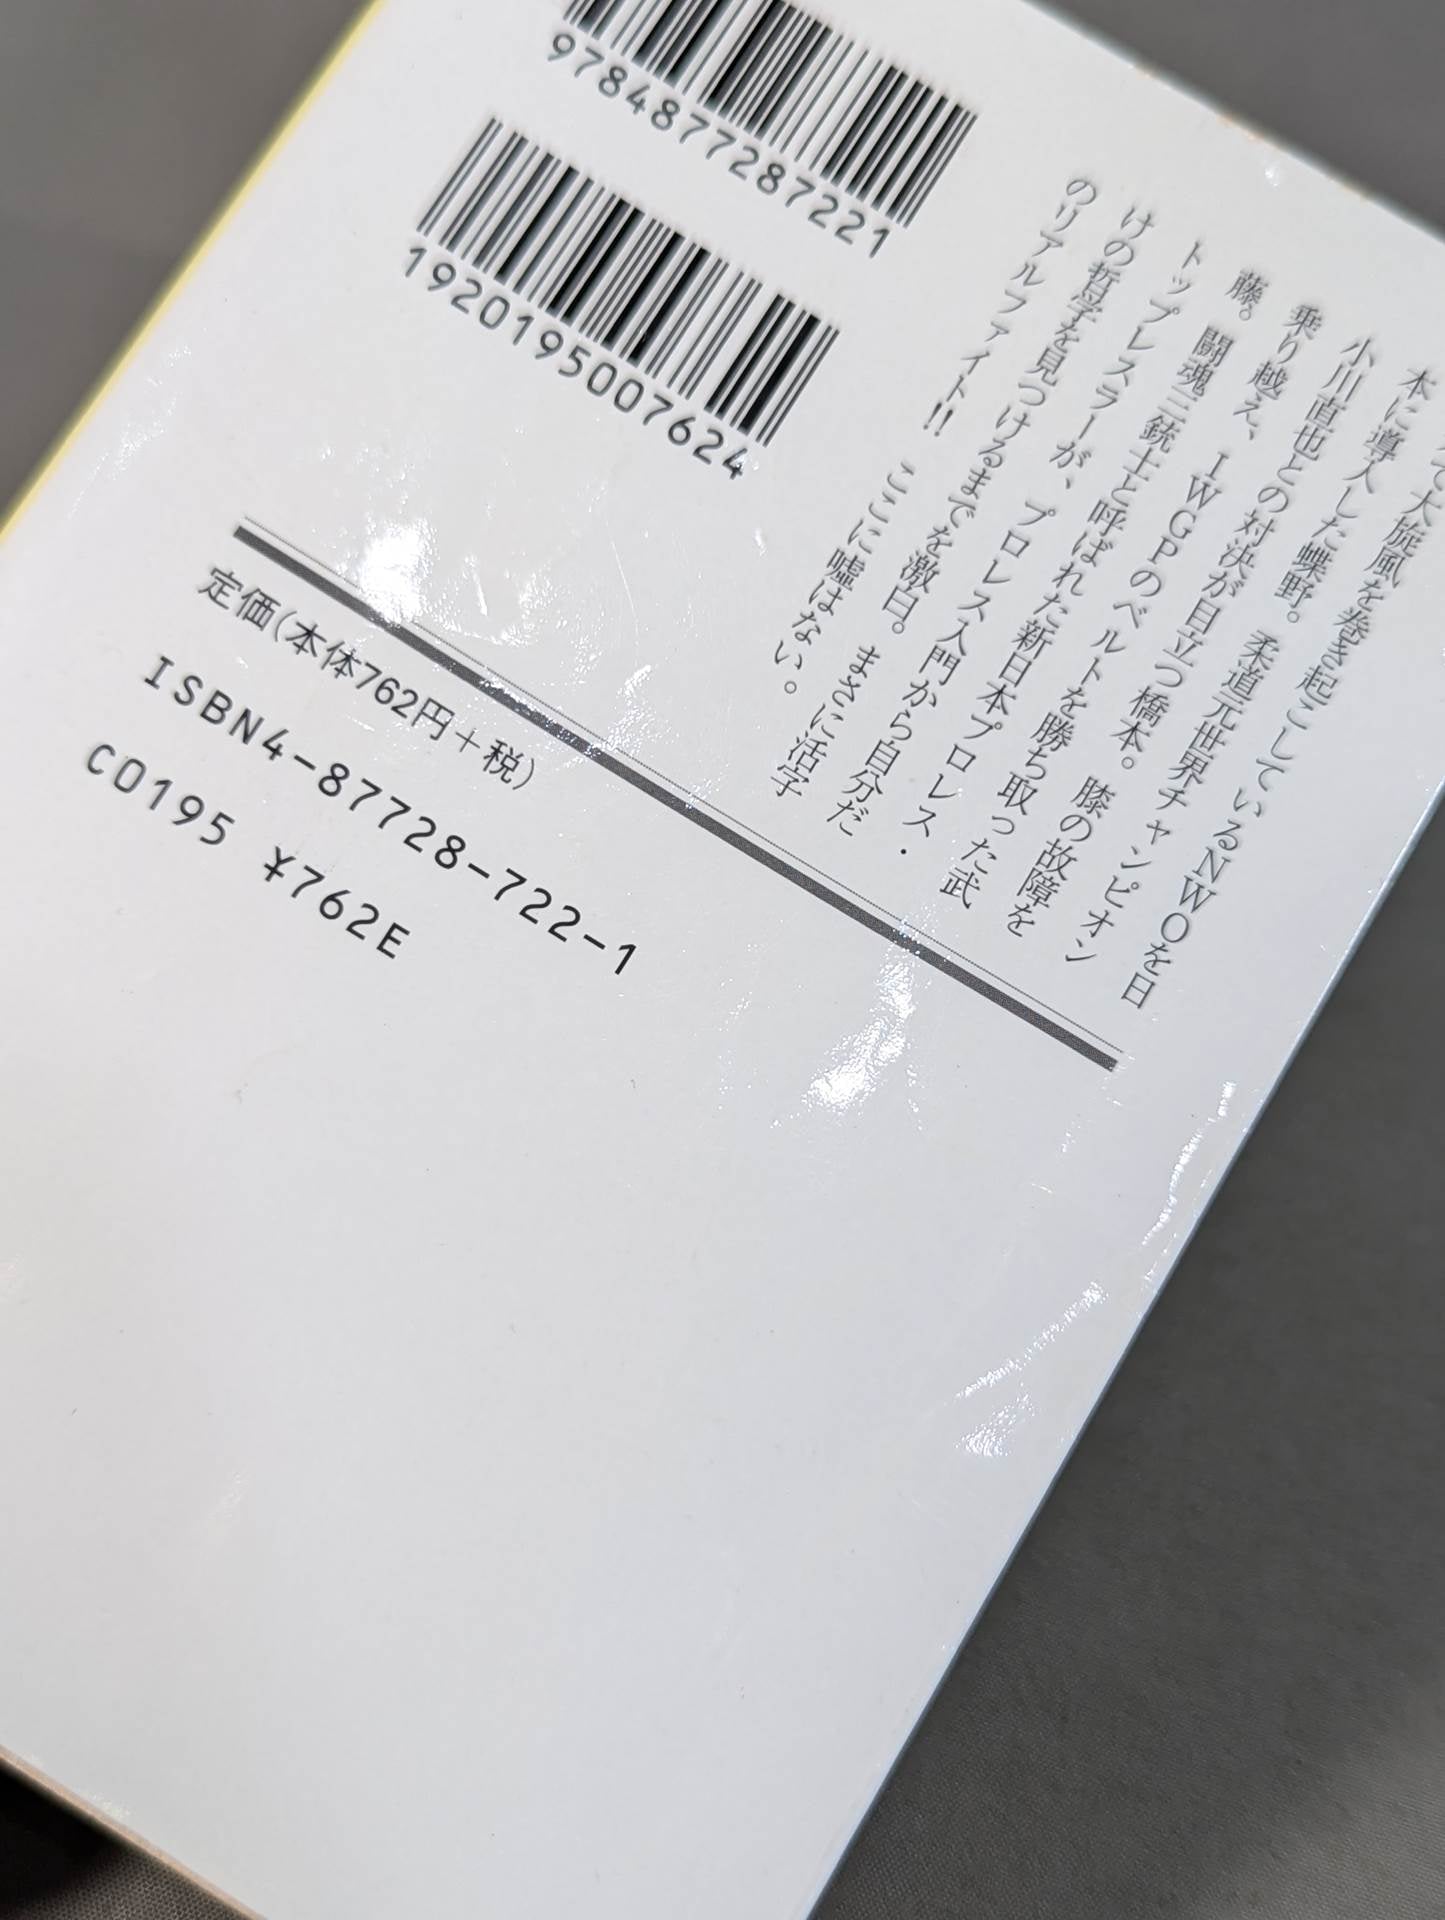 9784877287221
1920195007624
て大旋風を巻き起こしているNWOを日
本に導入した蝶野。柔道元世界チャンピオン
小川直也との対決が目立つ橋本。膝の故障を
乗り越え、IWGPのベルトを勝ち取った武
藤。闘魂三銃士と呼ばれた新日本プロレス・
トップレスラーが、プロレス入門から自分だ
けの哲学を見つけるまでを激白。まさに活字
のリアルファイト!! ここに嘘はない。
定価(本体762円+税)
ISBN4-87728-722-1
C0195 ¥762E